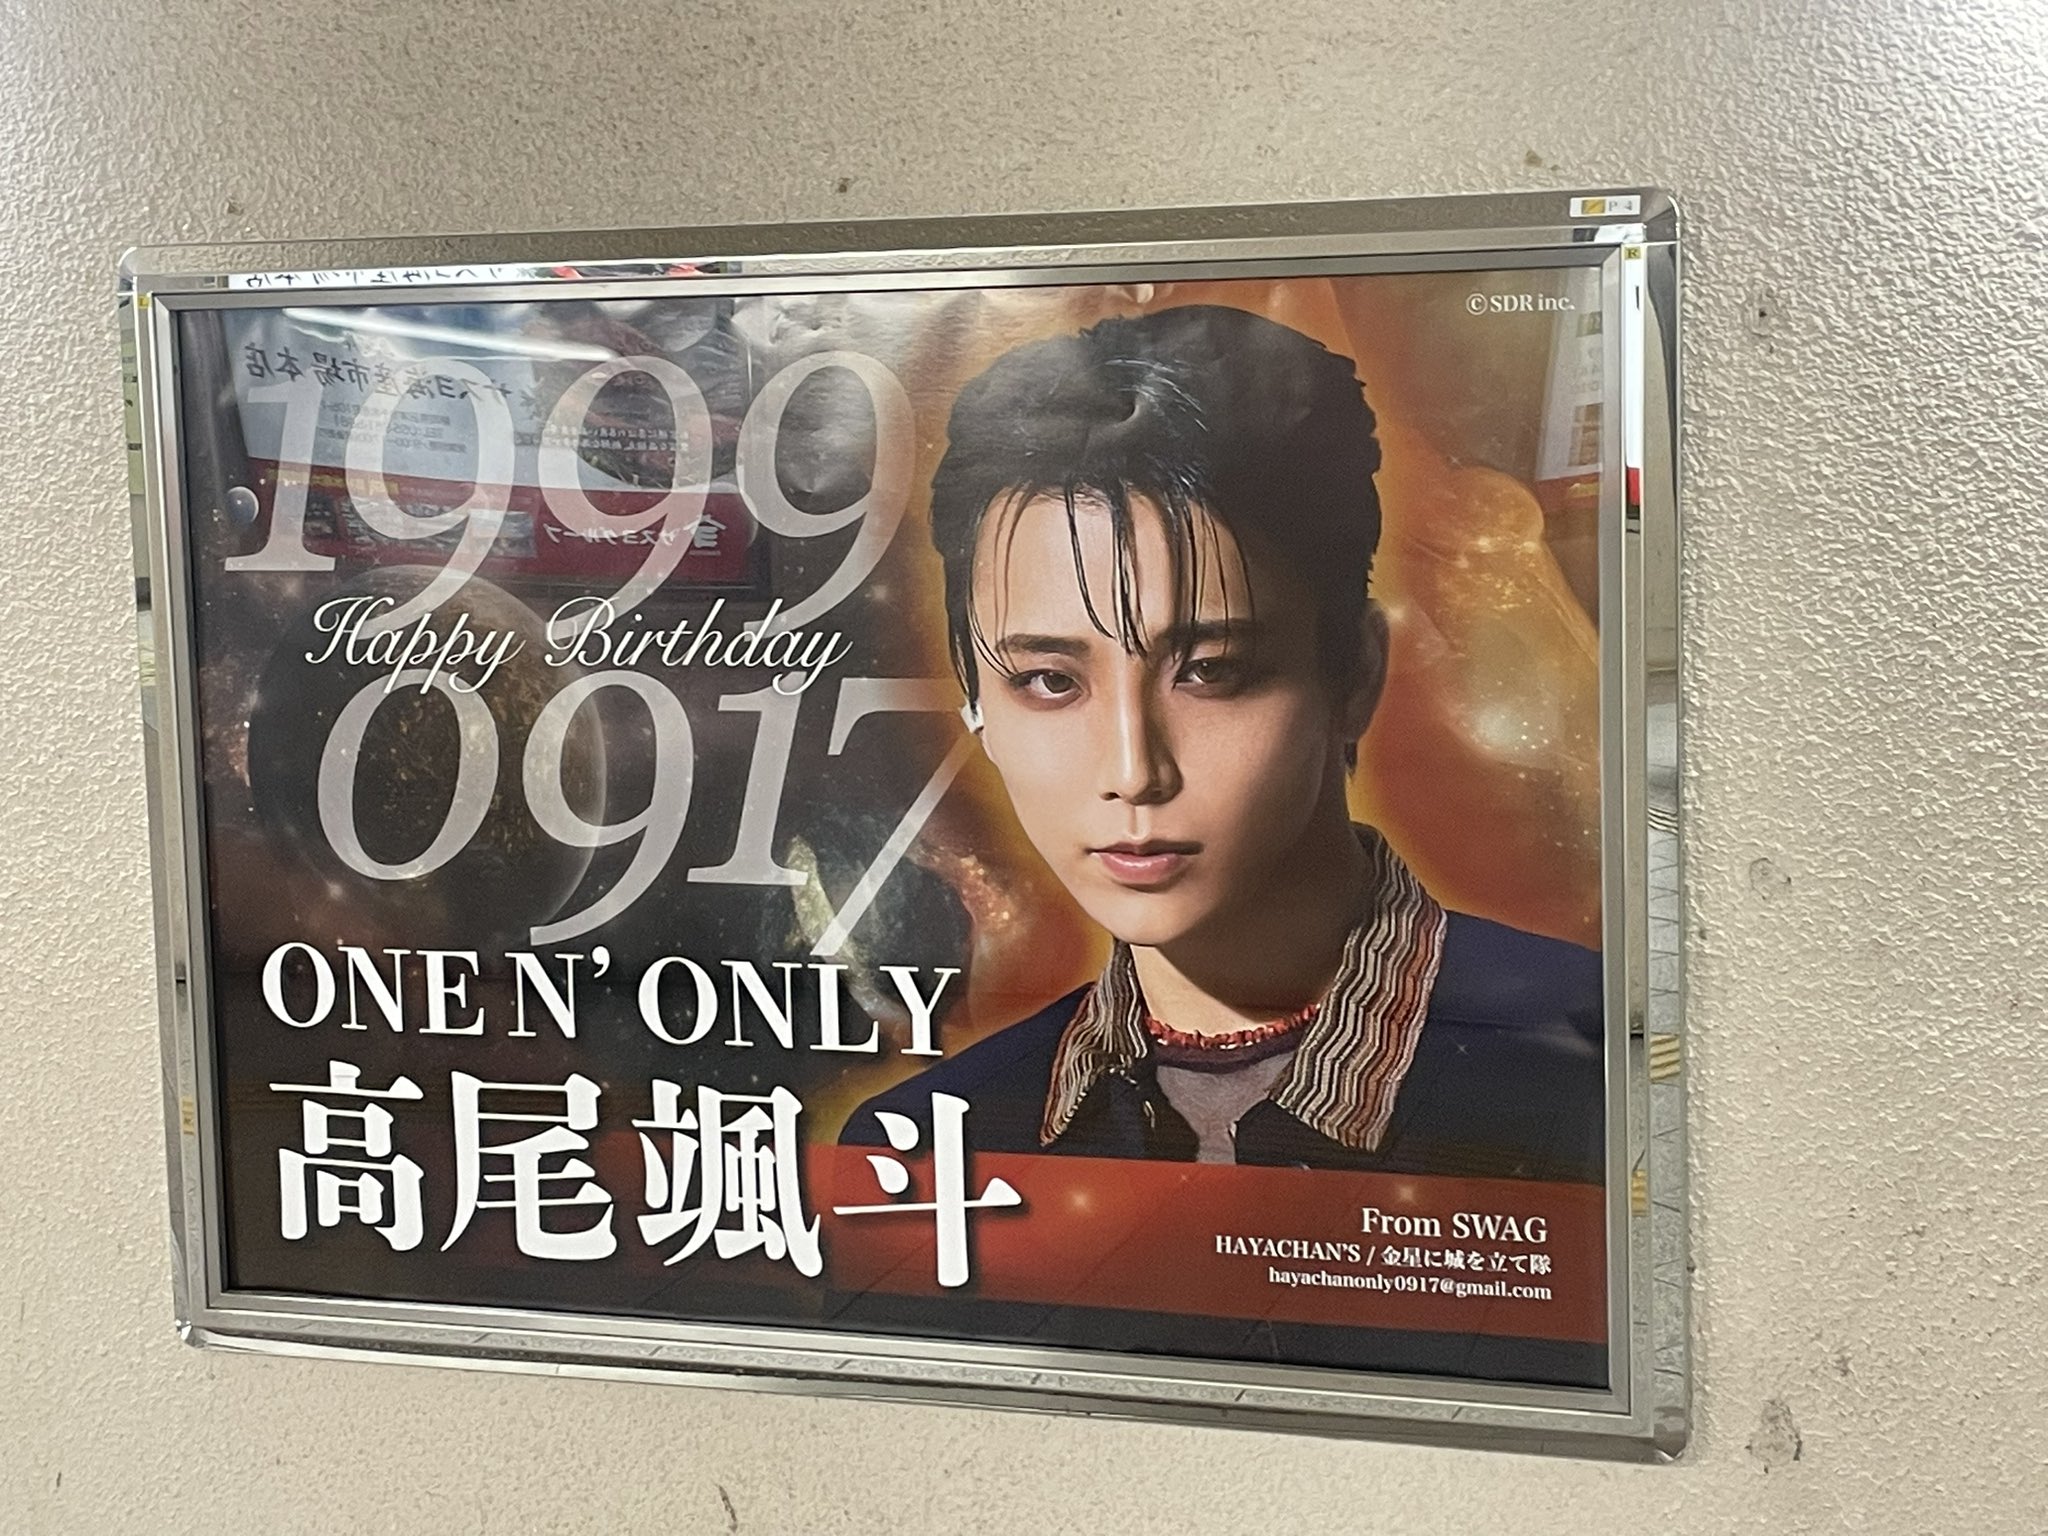 P 4
©SDR inc.
1999
Happy Birthday
0917
ONE N' ONLY
高尾颯斗
From SWAG
HAYACHAN'S / 金星に城を立て隊
hayachanonly0917@gmail.com